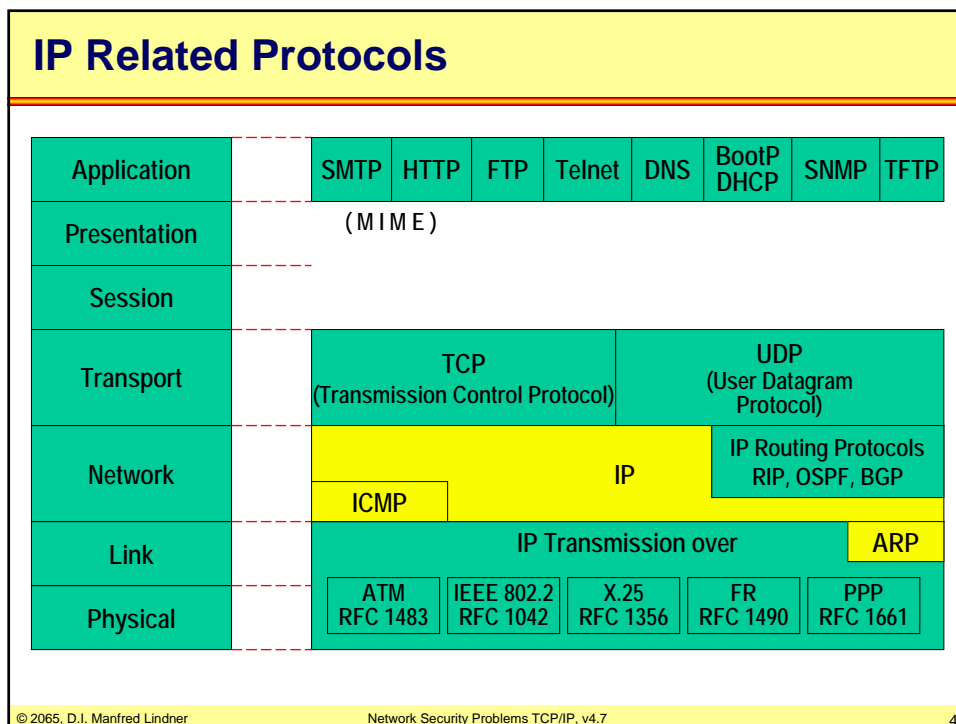 IP Related Protocols
Application
SMTP
HTTP
FTP
Telnet
DNS
BootP
DHCP
SNMP
TFTP
Presentation
(MIME)
Session
Transport
TCP
(Transmission Control Protocol)
UDP
(User Datagram
Protocol)
Network
IP
IP Routing Protocols
RIP, OSPF, BGP
ICMP
Link
IP Transmission over
ARP
Physical
ATM
RFC 1483
IEEE 802.2
RFC 1042
X.25
RFC 1356
FR
RFC 1490
PPP
RFC 1661
© 2065, D.I. Manfred Lindner
Network Security Problems TCP/IP, v4.7
4